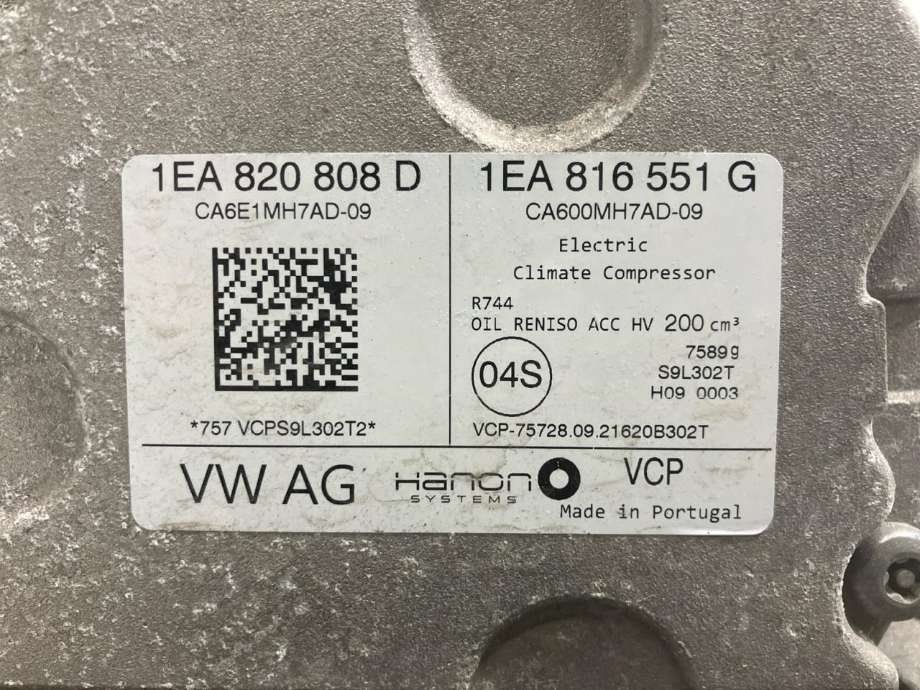 1EA 820 808 D
CA6E1MH7AD-09
*757 VCPS9L302T2*
1EA 816 551 G
CA600MH7AD-09
Electric
Climate Compressor
R744
OIL RENISO ACC HV 200 cm³
75899
S9L302T
H09 0003
04S
VCP-75728.09.21620B302T
VW AG
Hanon
SYSTEMS
VCP
Made in Portugal